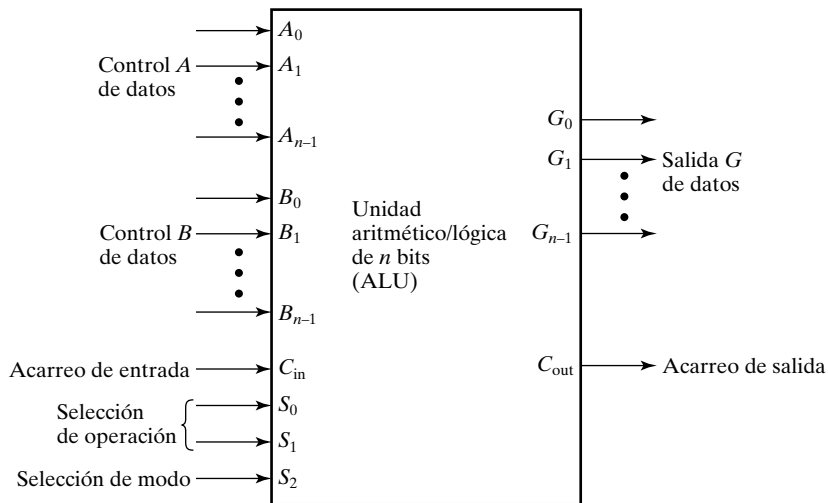 A0
Control A
de datos
A1
An–1
B0
Control B
de datos
B1
Bn–1
Acarreo de entrada
Cin
Selección
de operación
S0
S1
Selección de modo
S2
Unidad
aritmético/lógica
de n bits
(ALU)
G0
G1
Gn–1
Salida G
de datos
Cout
Acarreo de salida